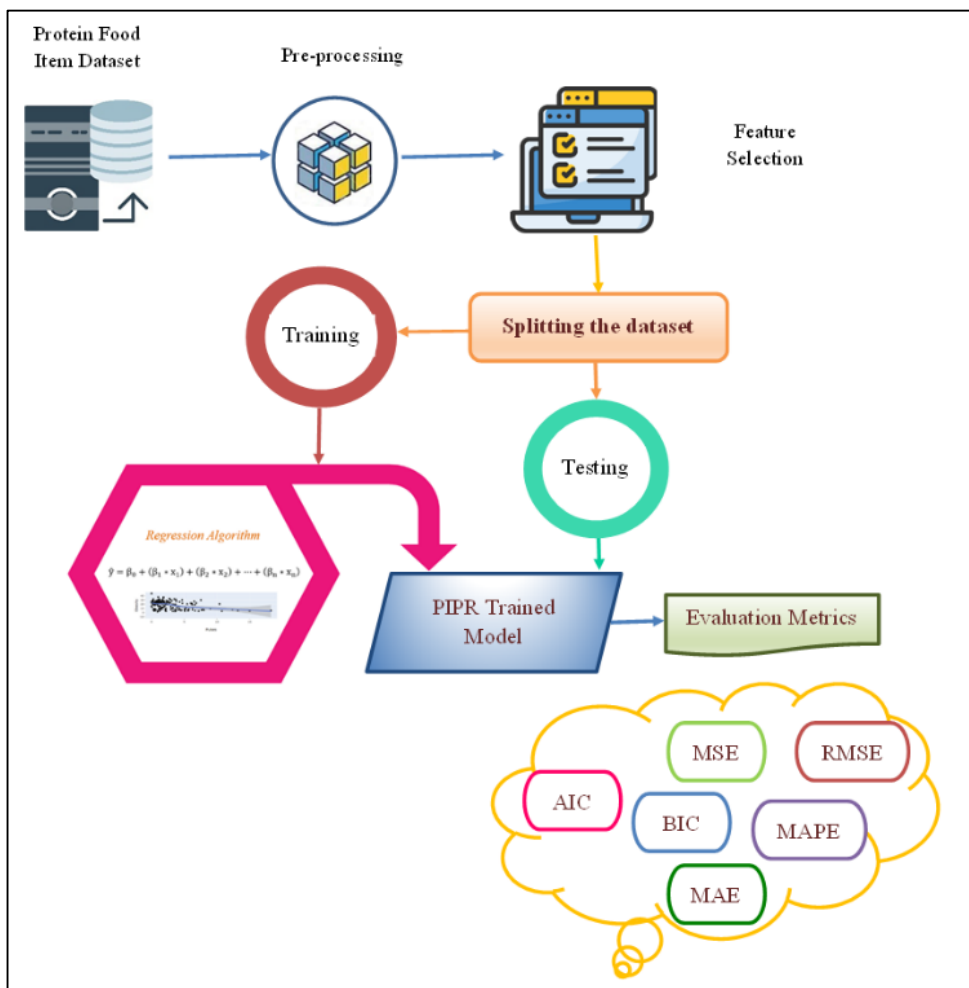 Protein Food
Item Dataset
Pre-processing
Feature
Selection
Training
Splitting the dataset
Testing
Regression Algorithm
ŷ = β₀ + (β₁ * x₁) + (β₂ * x₂) + ⋯ + (βₙ * xₙ)
PIPR Trained
Model
Evaluation Metrics
MSE
RMSE
AIC
BIC
MAPE
MAE